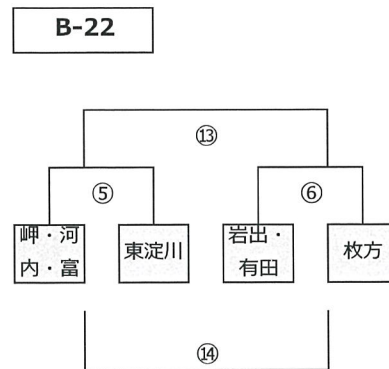 B-22
⑬
⑤ ⑥
岬・河
内・富
東淀川
岩出・
有田
枚方
⑭